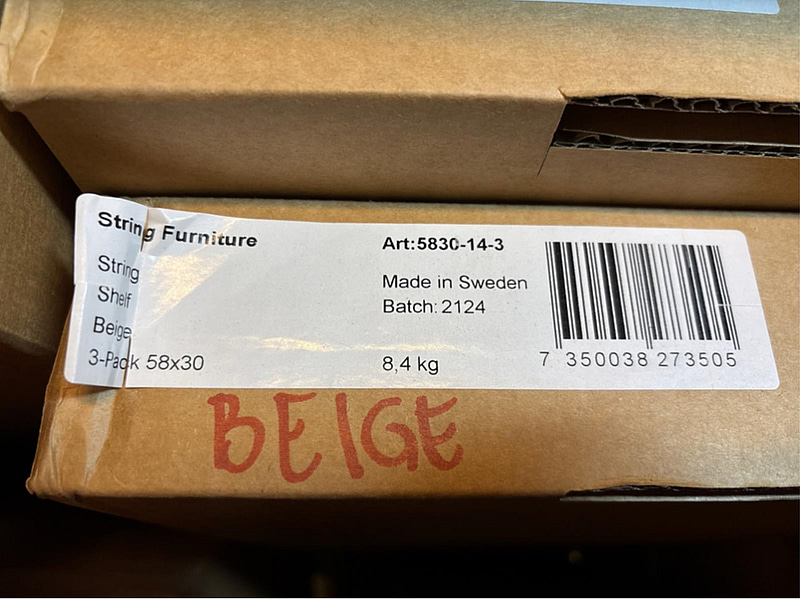 String Furniture
String
Shelf
Beige
3-Pack 58x30
Art:5830-14-3
Made in Sweden
Batch: 2124
8,4 kg
7 350038 273505
BEIGE